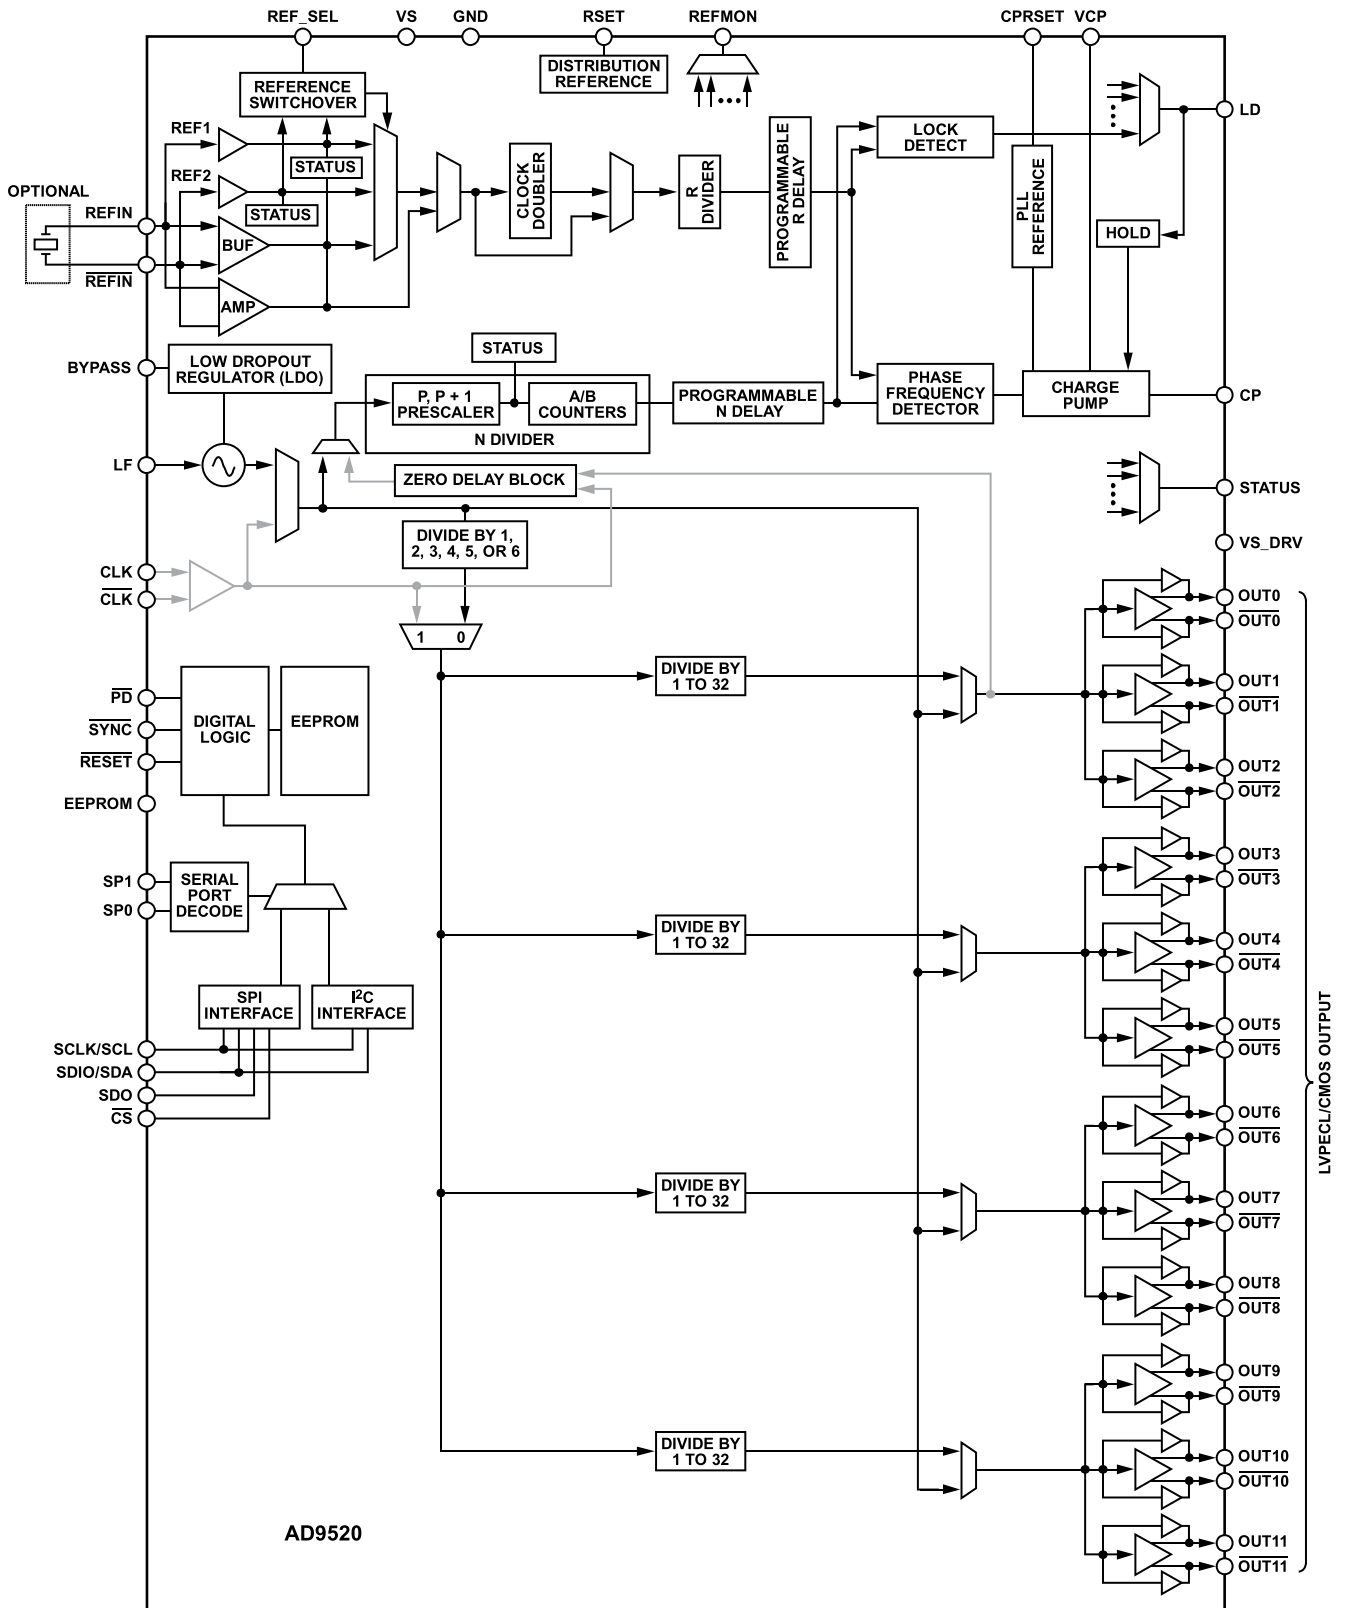 REF_SEL VS GND RSET REFMON CPRSET VCP
DISTRIBUTION
REFERENCE
REFERENCE
SWITCHOVER
LD
REF1
STATUS
REF2
STATUS
CLOCK
DOUBLER
R
DIVIDER
PROGRAMMABLE
R DELAY
LOCK
DETECT
PLL
REFERENCE
HOLD
OPTIONAL
REFIN
REFIN
BUF
AMP
BYPASS
LOW DROPOUT
REGULATOR (LDO)
STATUS
P, P + 1
PRESCALER
A/B
COUNTERS
N DIVIDER
PROGRAMMABLE
N DELAY
PHASE
FREQUENCY
DETECTOR
CHARGE
PUMP
CP
LF
ZERO DELAY BLOCK
STATUS
DIVIDE BY 1,
2, 3, 4, 5, OR 6
VS_DRV
CLK
CLK
1 0
OUT0
OUT0
PD
SYNC
RESET
DIGITAL
LOGIC
EEPROM
DIVIDE BY
1 TO 32
OUT1
OUT1
OUT2
OUT2
EEPROM
SP1
SP0
SERIAL
PORT
DECODE
OUT3
OUT3
DIVIDE BY
1 TO 32
OUT4
OUT4
SPI
INTERFACE
I2C
INTERFACE
OUT5
OUT5
SCLK/SCL
SDIO/SDA
SDO
CS
LVPECL/CMOS OUTPUT
OUT6
OUT6
DIVIDE BY
1 TO 32
OUT7
OUT7
OUT8
OUT8
OUT9
OUT9
DIVIDE BY
1 TO 32
OUT10
OUT10
OUT11
OUT11
AD9520